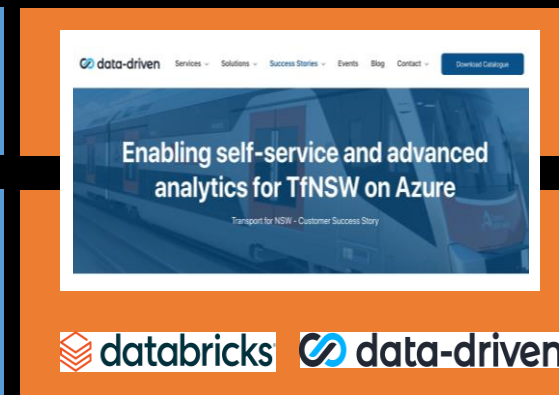 data-driven Services Solutions Success Stories Events Blog Contact Download Catalogue
Enabling self-service and advanced
analytics for TfNSW on Azure
Transport for NSW - Customer Success Story
databricks data-driven